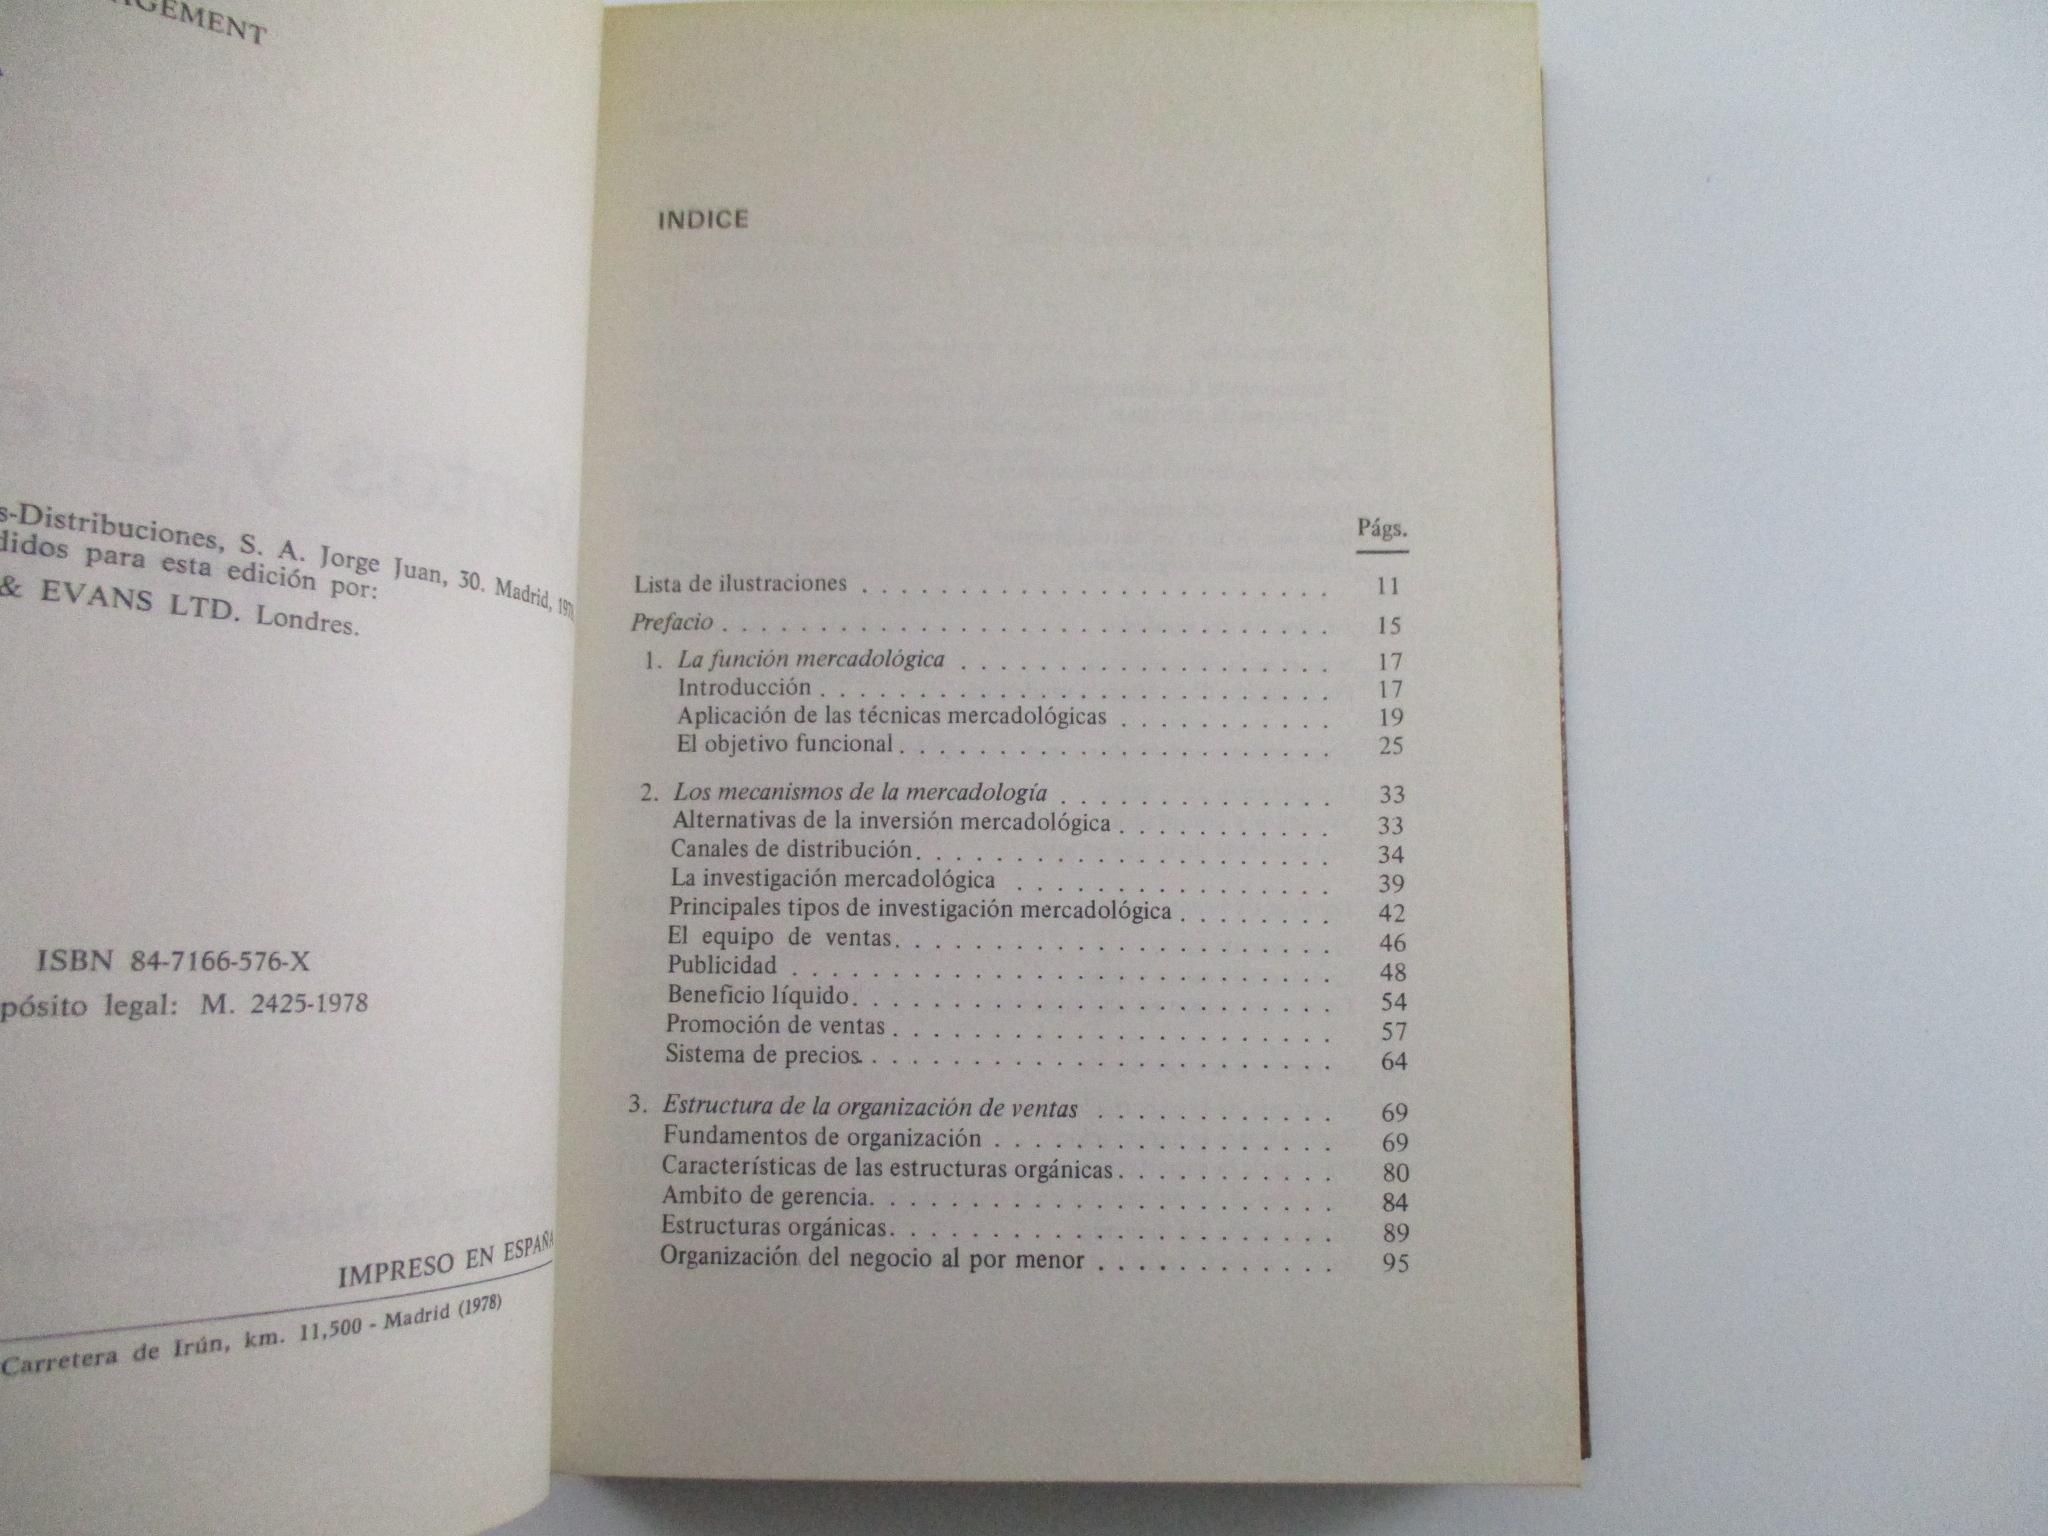 GEMENT
s-Distribuciones, S. A. Jorge Juan, 30. Madrid,
didos para esta edición por:
& EVANS LTD. Londres.
ISBN 84-7166-576-X
pósito legal: M. 2425-1978
IMPRESO EN ESPAÑA
Carretera de Irún, km. 11,500 - Madrid (1978)
INDICE
Págs.
Lista de ilustraciones . . . . . . . . . . . . . . . . . . . . . . . . 11
Prefacio . . . . . . . . . . . . . . . . . . . . . . . . . . . . . . 15
1. La función mercadológica . . . . . . . . . . . . . . . . . . . 17
Introducción . . . . . . . . . . . . . . . . . . . . . . . . . . 17
Aplicación de las técnicas mercadológicas . . . . . . . . . . . 19
El objetivo funcional . . . . . . . . . . . . . . . . . . . . . . 25
2. Los mecanismos de la mercadología . . . . . . . . . . . . . . 33
Alternativas de la inversión mercadológica . . . . . . . . . . . 33
Canales de distribución . . . . . . . . . . . . . . . . . . . . . 34
La investigación mercadológica . . . . . . . . . . . . . . . . 39
Principales tipos de investigación mercadológica . . . . . . . . 42
El equipo de ventas . . . . . . . . . . . . . . . . . . . . . . 46
Publicidad . . . . . . . . . . . . . . . . . . . . . . . . . . . 48
Beneficio líquido . . . . . . . . . . . . . . . . . . . . . . . . 54
Promoción de ventas . . . . . . . . . . . . . . . . . . . . . . 57
Sistema de precios . . . . . . . . . . . . . . . . . . . . . . . 64
3. Estructura de la organización de ventas . . . . . . . . . . . . 69
Fundamentos de organización . . . . . . . . . . . . . . . . . 69
Características de las estructuras orgánicas . . . . . . . . . . . 80
Ambito de gerencia . . . . . . . . . . . . . . . . . . . . . . . 84
Estructuras orgánicas . . . . . . . . . . . . . . . . . . . . . . 89
Organización del negocio al por menor . . . . . . . . . . . . 95